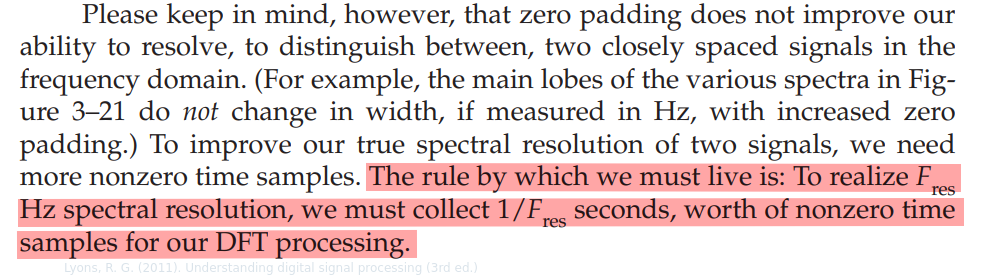 Please keep in mind, however, that zero padding does not improve our
ability to resolve, to distinguish between, two closely spaced signals in the
frequency domain. (For example, the main lobes of the various spectra in Fig-
ure 3–21 do not change in width, if measured in Hz, with increased zero
padding.) To improve our true spectral resolution of two signals, we need
more nonzero time samples. The rule by which we must live is: To realize Fres
Hz spectral resolution, we must collect 1/Fres seconds, worth of nonzero time
samples for our DFT processing.
Lyons, R. G. (2011). Understanding digital signal processing (3rd ed.)